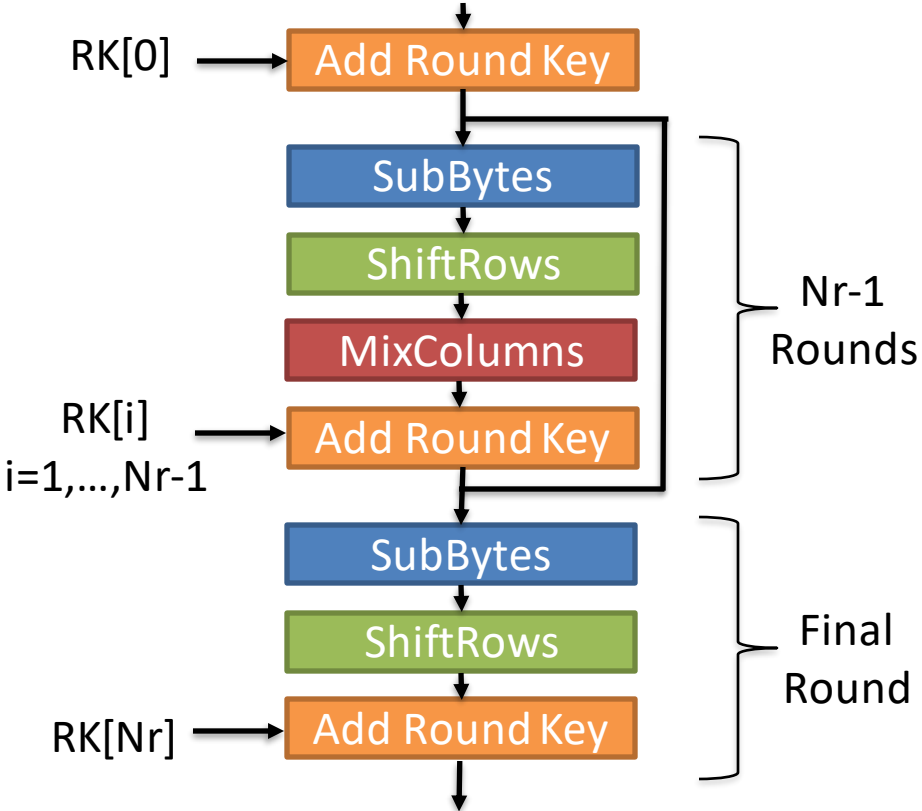 RK[0]
Add Round Key
SubBytes
ShiftRows
MixColumns
RK[i]
i=1,...,Nr-1
Add Round Key
Nr-1
Rounds
SubBytes
ShiftRows
RK[Nr]
Add Round Key
Final
Round